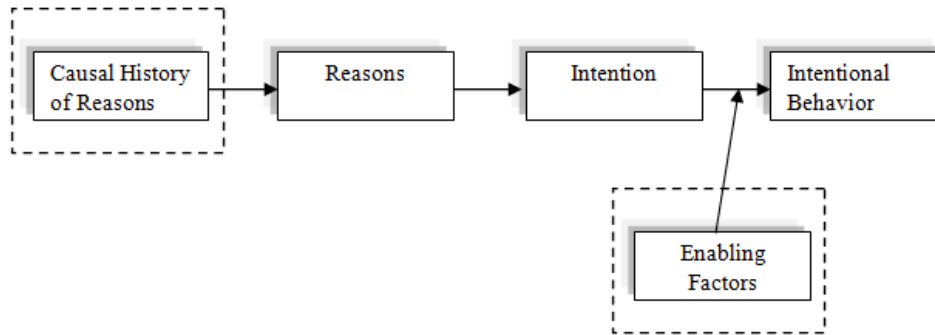 Causal History
of Reasons
Reasons
Intention
Intentional
Behavior
Enabling
Factors